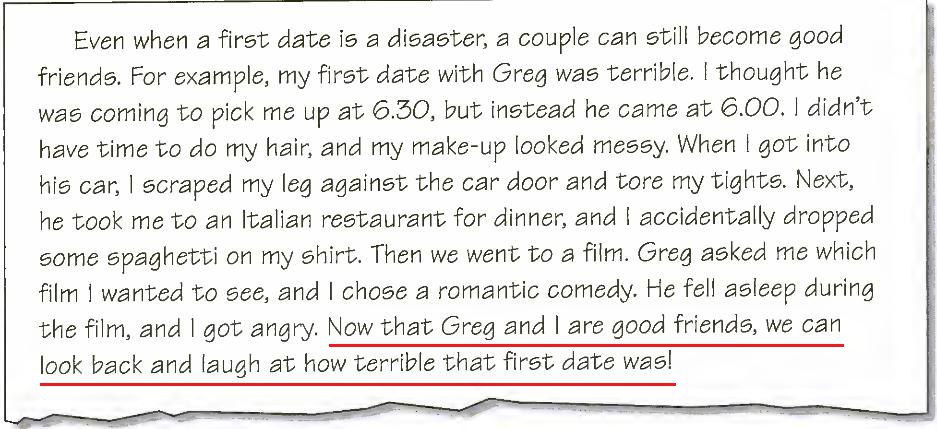 Even when a first date is a disaster, a couple can still become good
friends. For example, my first date with Greg was terrible. I thought he
was coming to pick me up at 6.30, but instead he came at 6.00. I didn't
have time to do my hair, and my make-up looked messy. When I got into
his car, I scraped my leg against the car door and tore my tights. Next,
he took me to an Italian restaurant for dinner, and I accidentally dropped
some spaghetti on my shirt. Then we went to a film. Greg asked me which
film I wanted to see, and I chose a romantic comedy. He fell asleep during
the film, and I got angry. Now that Greg and I are good friends, we can
look back and laugh at how terrible that first date was!